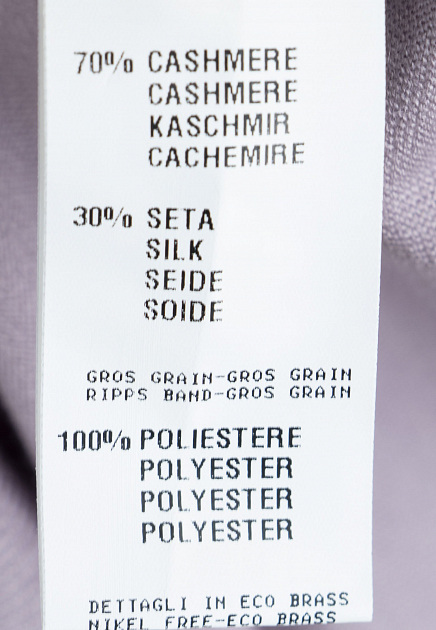 70% CASHMERE
CASHMERE
KASCHMIR
CACHEMIRE
30% SETA
SILK
SEIDE
SOIDE
GROS GRAIN-GROS GRAIN
RIPPS BAND-GROS GRAIN
100% POLIESTERE
POLYESTER
POLYESTER
POLYESTER
DETTAGLI IN ECO BRASS
NIKEL FREE-ECO BRASS